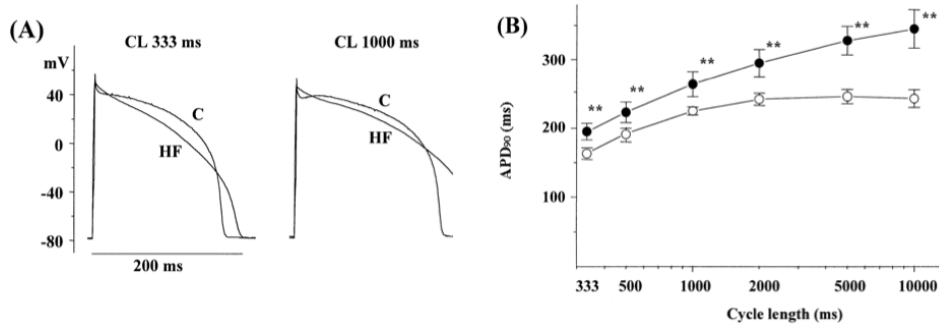 (A)
CL 333 ms
CL 1000 ms
mV
40
0
-40
-80
C
HF
C
HF
200 ms
(B)
APD90 (ms)
300
200
100
**
**
**
**
**
**
333 500 1000 2000 5000 10000
Cycle length (ms)